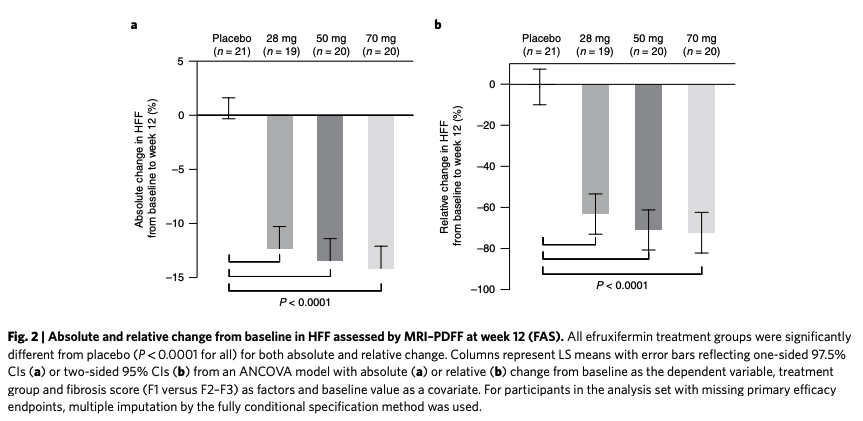 a
Placebo 28 mg 50 mg 70 mg
(n = 21) (n = 19) (n = 20) (n = 20)
5
0
–5
–10
–15
Absolute change in HFF
from baseline to week 12 (%)
P < 0.0001
b
Placebo 28 mg 50 mg 70 mg
(n = 21) (n = 19) (n = 20) (n = 20)
0
–20
–40
–60
–80
–100
Relative change in HFF
from baseline to week 12 (%)
P < 0.0001
Fig. 2 | Absolute and relative change from baseline in HFF assessed by MRI–PDFF at week 12 (FAS). All efruxifermin treatment groups were significantly
different from placebo (P < 0.0001 for all) for both absolute and relative change. Columns represent LS means with error bars reflecting one-sided 97.5%
CIs (a) or two-sided 95% CIs (b) from an ANCOVA model with absolute (a) or relative (b) change from baseline as the dependent variable, treatment
group and fibrosis score (F1 versus F2–F3) as factors and baseline value as a covariate. For participants in the analysis set with missing primary efficacy
endpoints, multiple imputation by the fully conditional specification method was used.